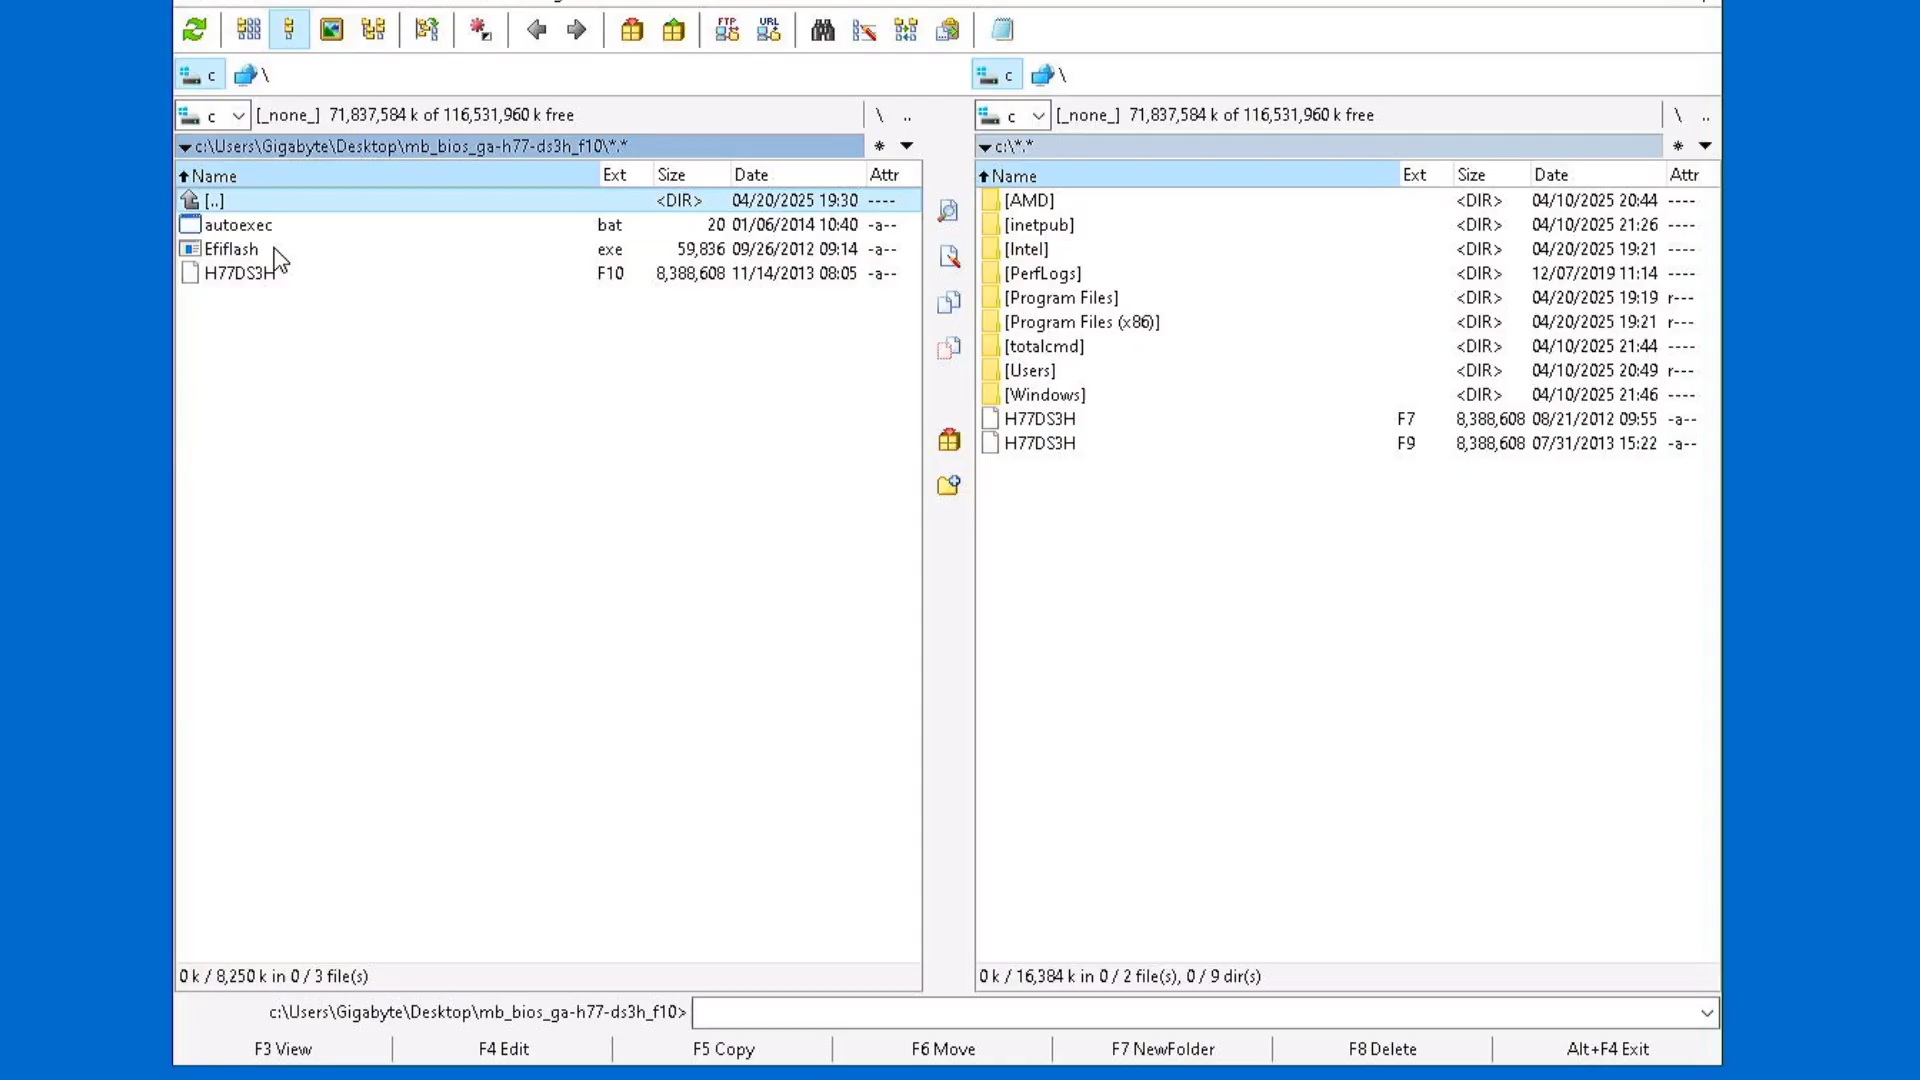 FTP URL
c \ c \
c [_none_] 71,837,584 k of 116,531,960 k free \ .. c [_none_] 71,837,584 k of 116,531,960 k free \ ..
c:\Users\Gigabyte\Desktop\mb_bios_ga-h77-ds3h_f10\*.* * c:\*.* *
Name Ext Size Date Attr
[..] <DIR> 04/20/2025 19:30 ----
autoexec bat 20 01/06/2014 10:40 -a--
Efiflash exe 59,836 09/26/2012 09:14 -a--
H77DS3H F10 8,388,608 11/14/2013 08:05 -a--
0 k / 8,250 k in 0 / 3 file(s)
Name Ext Size Date Attr
[AMD] <DIR> 04/10/2025 20:44 ----
[inetpub] <DIR> 04/10/2025 21:26 ----
[Intel] <DIR> 04/20/2025 19:21 ----
[PerfLogs] <DIR> 12/07/2019 11:14 ----
[Program Files] <DIR> 04/20/2025 19:19 r---
[Program Files (x86)] <DIR> 04/20/2025 19:21 r---
[totalcmd] <DIR> 04/10/2025 21:44 ----
[Users] <DIR> 04/10/2025 20:49 r---
[Windows] <DIR> 04/10/2025 21:46 ----
H77DS3H F7 8,388,608 08/21/2012 09:55 -a--
H77DS3H F9 8,388,608 07/31/2013 15:22 -a--
0 k / 16,384 k in 0 / 2 file(s), 0 / 9 dir(s)
c:\Users\Gigabyte\Desktop\mb_bios_ga-h77-ds3h_f10>
F3 View F4 Edit F5 Copy F6 Move F7 NewFolder F8 Delete Alt+F4 Exit